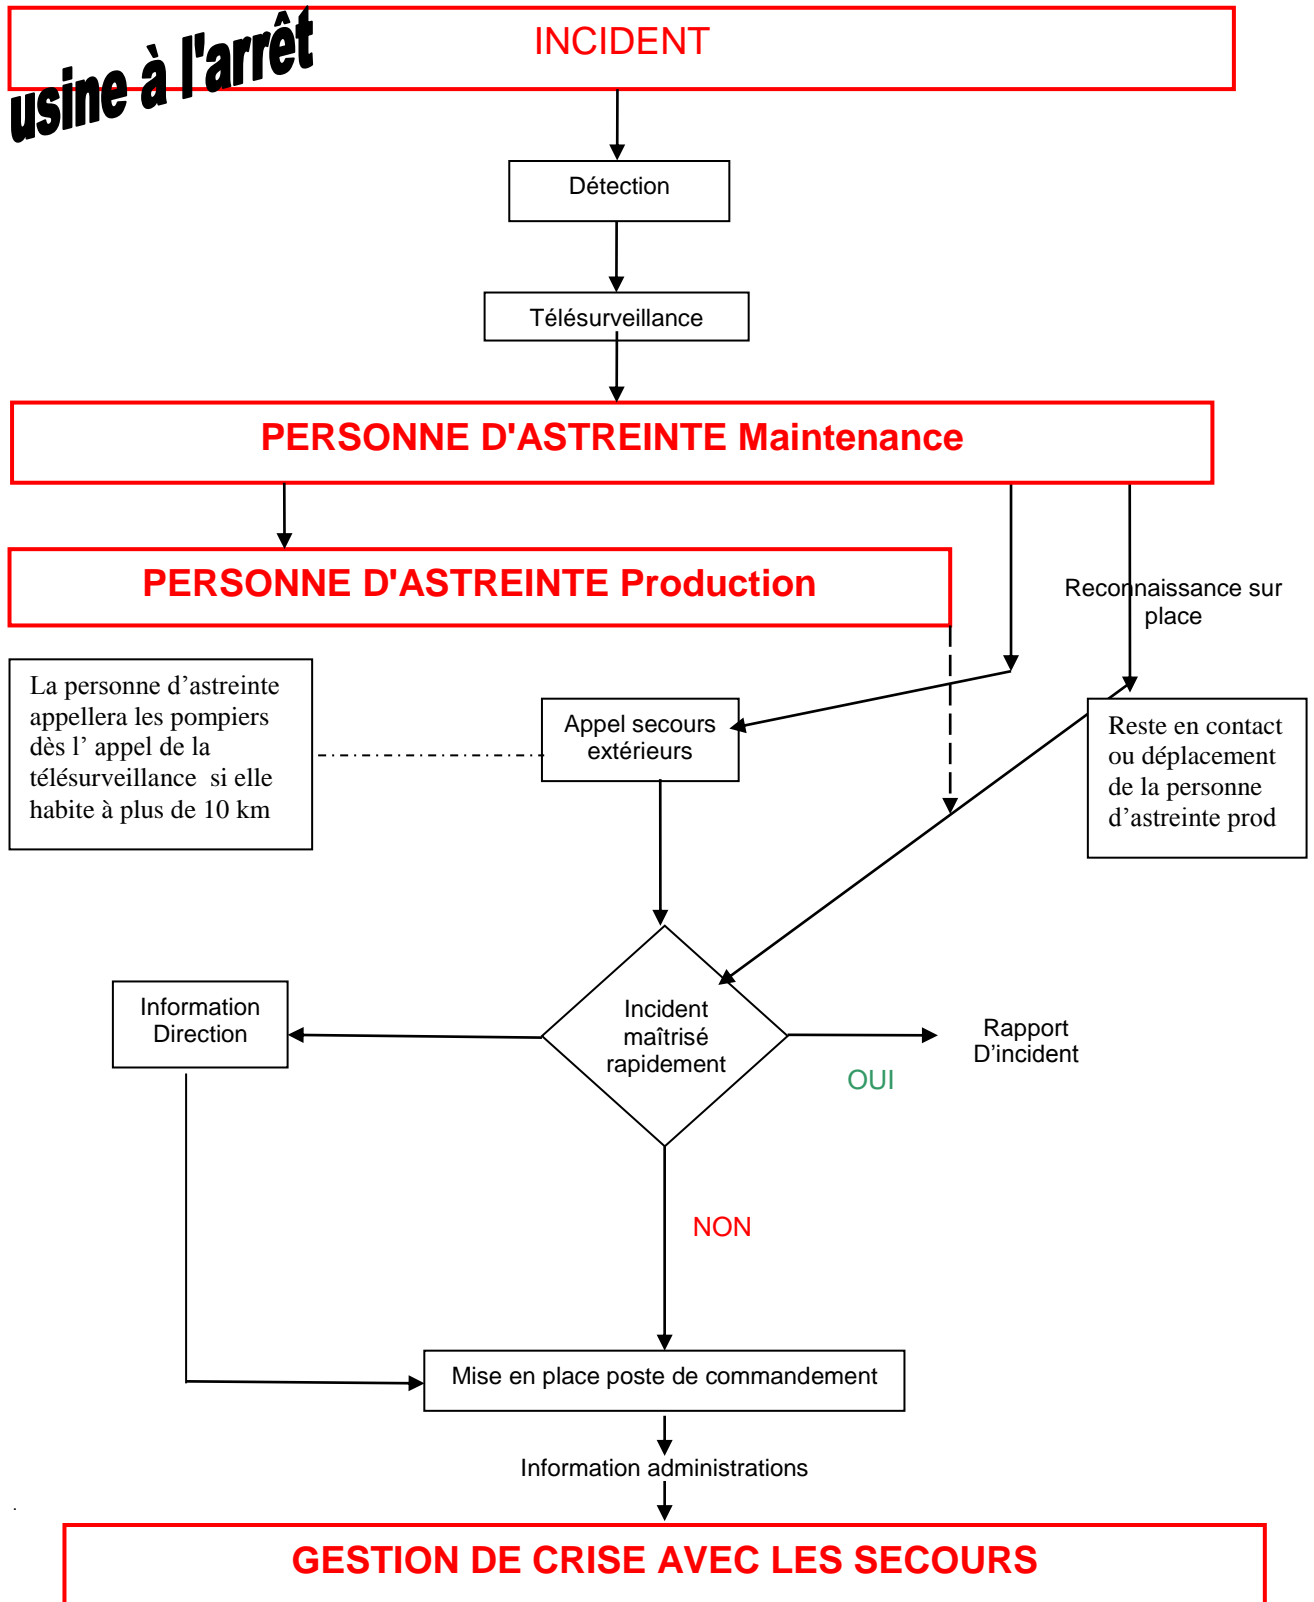 INCIDENT
usine à l'arrêt
Détection
Télésurveillance
PERSONNE D'ASTREINTE Maintenance
PERSONNE D'ASTREINTE Production
Reconnaissance sur
place
La personne d’astreinte
appellera les pompiers
dès l’ appel de la
télésurveillance si elle
habite à plus de 10 km
Appel secours
extérieurs
Reste en contact
ou déplacement
de la personne
d’astreinte prod
Information
Direction
Incident
maîtrisé
rapidement
Rapport
D’incident
OUI
NON
Mise en place poste de commandement
Information administrations
.
GESTION DE CRISE AVEC LES SECOURS